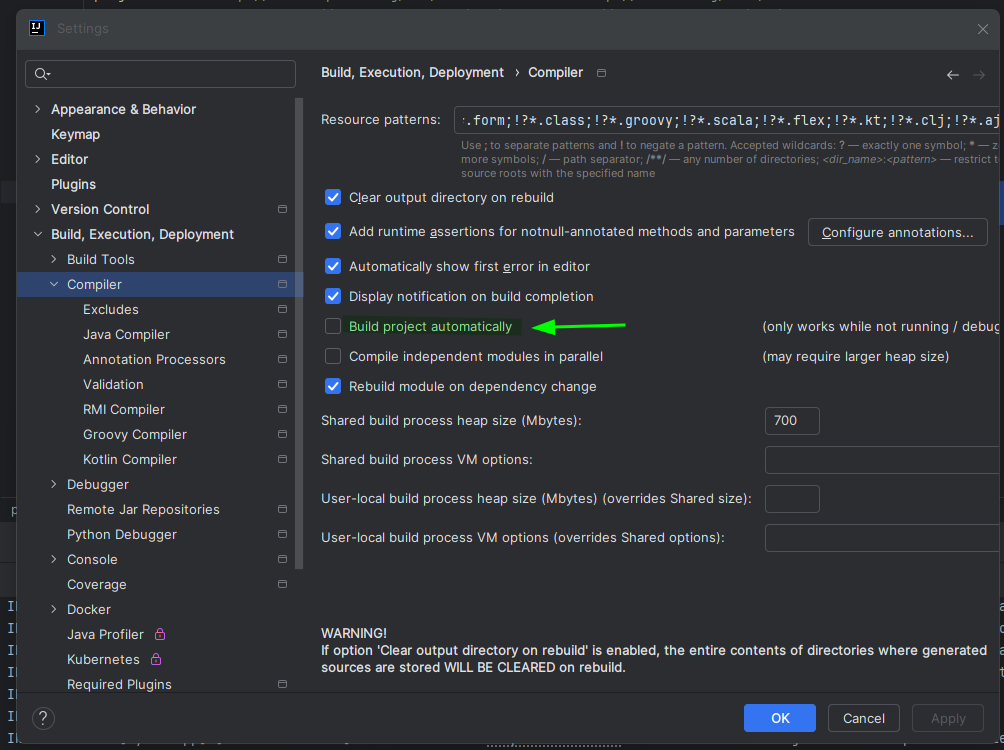 Settings
Build, Execution, Deployment › Compiler
Appearance & Behavior
Keymap
Editor
Plugins
Version Control
Build, Execution, Deployment
Build Tools
Compiler
Excludes
Java Compiler
Annotation Processors
Validation
RMI Compiler
Groovy Compiler
Kotlin Compiler
Debugger
Remote Jar Repositories
Python Debugger
Console
Coverage
Docker
Java Profiler
Kubernetes
Required Plugins
Resource patterns: .form;!?*.class;!?*.groovy;!?*.scala;!?*.flex;!?*.kt;!?*.clj;!?*.aj
Use ; to separate patterns and ! to negate a pattern. Accepted wildcards: ? — exactly one symbol; * — z
more symbols; / — path separator; /**/ — any number of directories; <dir_name>:<pattern> — restrict t
source roots with the specified name
Clear output directory on rebuild
Add runtime assertions for notnull-annotated methods and parameters Configure annotations...
Automatically show first error in editor
Display notification on build completion
Build project automatically (only works while not running / debug
Compile independent modules in parallel (may require larger heap size)
Rebuild module on dependency change
Shared build process heap size (Mbytes): 700
Shared build process VM options:
User-local build process heap size (Mbytes) (overrides Shared size):
User-local build process VM options (overrides Shared options):
WARNING!
If option 'Clear output directory on rebuild' is enabled, the entire contents of directories where generated
sources are stored WILL BE CLEARED on rebuild.
?
OK Cancel Apply